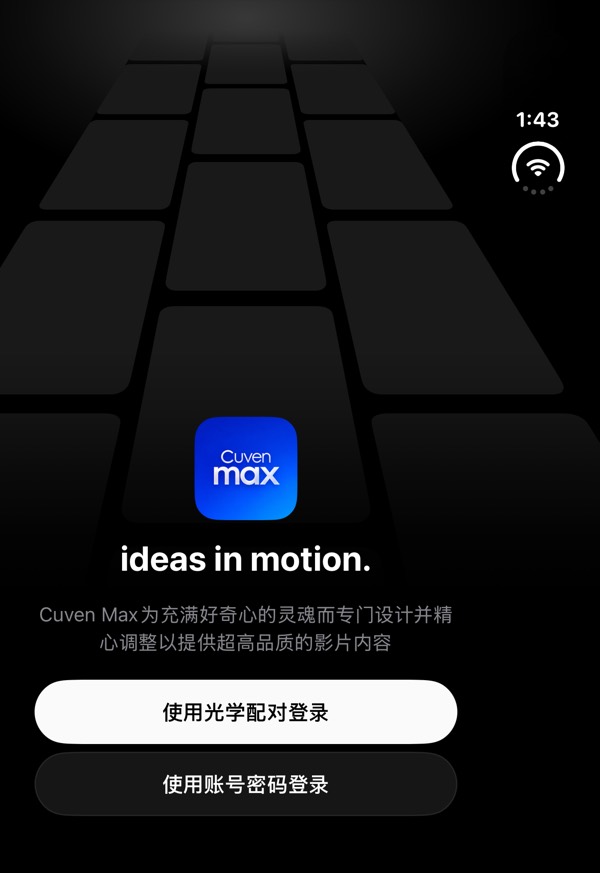 1:43
Cuven
max
ideas in motion.
Cuven Max为充满好奇心的灵魂而专门设计并精
心调整以提供超高品质的影片内容
使用光学配对登录
使用账号密码登录